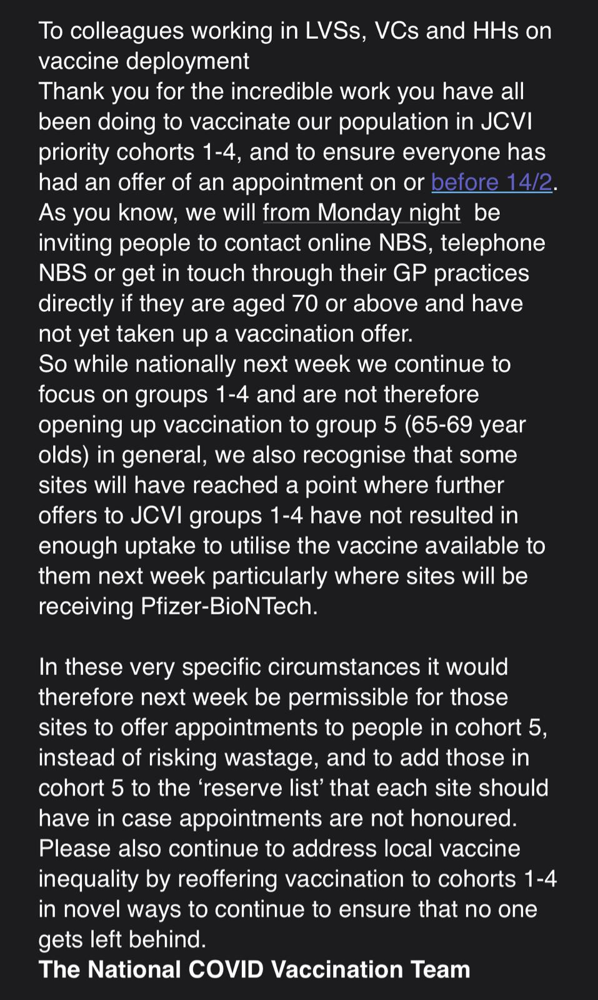 To colleagues working in LVSs, VCs and HHs on
vaccine deployment
Thank you for the incredible work you have all
been doing to vaccinate our population in JCVI
priority cohorts 1-4, and to ensure everyone has
had an offer of an appointment on or before 14/2.
As you know, we will from Monday night  be
inviting people to contact online NBS, telephone
NBS or get in touch through their GP practices
directly if they are aged 70 or above and have
not yet taken up a vaccination offer.
So while nationally next week we continue to
focus on groups 1-4 and are not therefore
opening up vaccination to group 5 (65-69 year
olds) in general, we also recognise that some
sites will have reached a point where further
offers to JCVI groups 1-4 have not resulted in
enough uptake to utilise the vaccine available to
them next week particularly where sites will be
receiving Pfizer-BioNTech.
In these very specific circumstances it would
therefore next week be permissible for those
sites to offer appointments to people in cohort 5,
instead of risking wastage, and to add those in
cohort 5 to the ‘reserve list’ that each site should
have in case appointments are not honoured.
Please also continue to address local vaccine
inequality by reoffering vaccination to cohorts 1-4
in novel ways to continue to ensure that no one
gets left behind.
The National COVID Vaccination Team